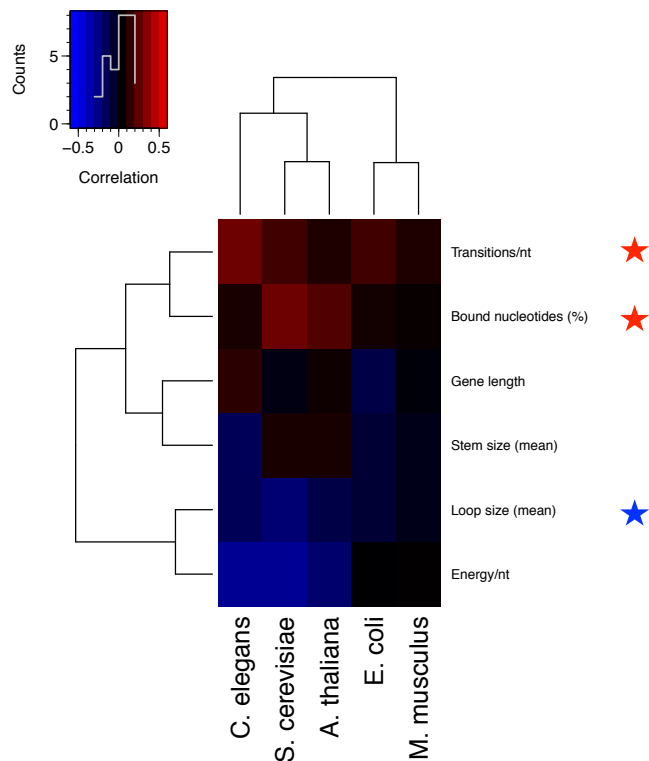 Counts
5
0
−0.5 0 0.5
Correlation
Transitions/nt
Bound nucleotides (%)
Gene length
Stem size (mean)
Loop size (mean)
Energy/nt
C. elegans
S. cerevisiae
A. thaliana
E. coli
M. musculus